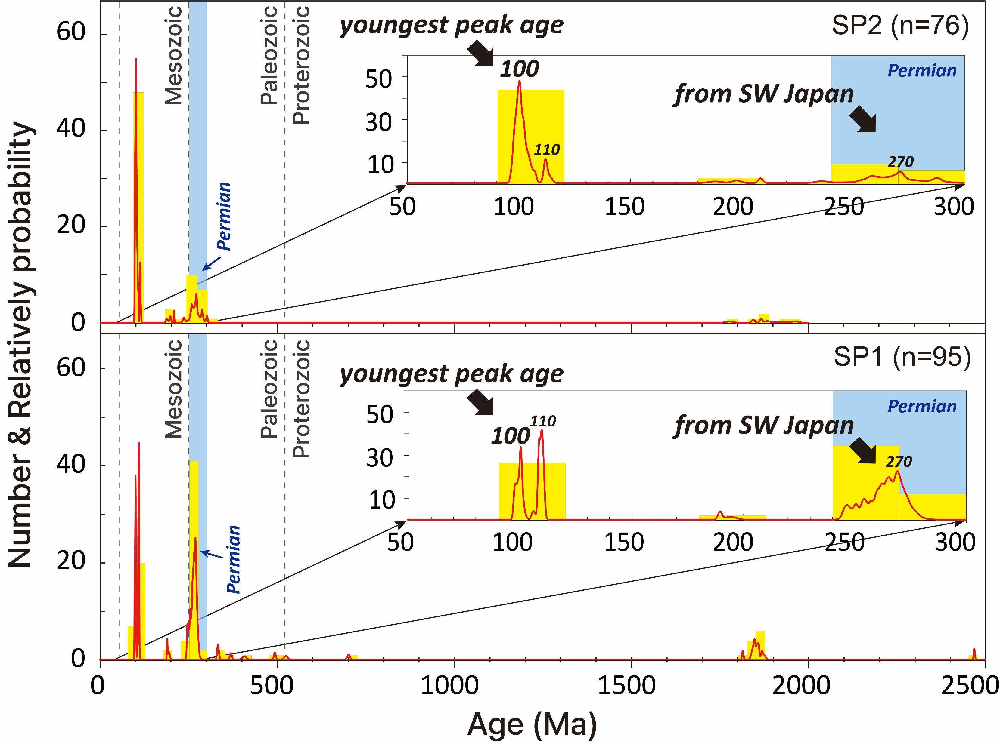 Number & Relatively probability
60
40
20
0
Mesozoic
Paleozoic
Proterozoic
Permian
SP2 (n=76)
youngest peak age
100
110
from SW Japan
Permian
270
50
30
10
50 100 150 200 250 300
60
40
20
0
Mesozoic
Paleozoic
Proterozoic
Permian
SP1 (n=95)
youngest peak age
100
110
from SW Japan
Permian
270
50
30
10
50 100 150 200 250 300
0 500 1000 1500 2000 2500
Age (Ma)